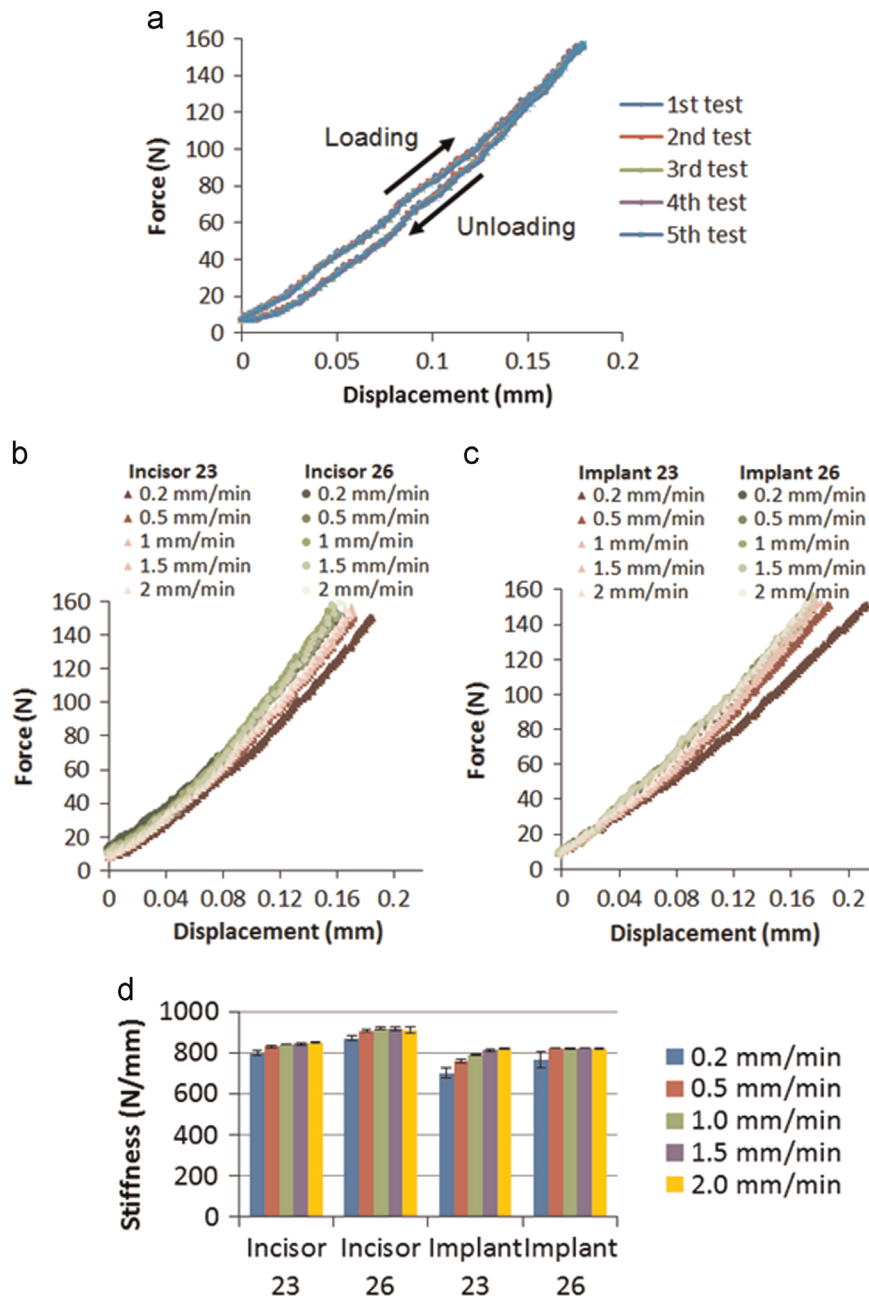 a
160
140
120
100
80
60
40
20
0
Force (N)
Loading
Unloading
1st test
2nd test
3rd test
4th test
5th test
0 0.05 0.1 0.15 0.2
Displacement (mm)
b
Incisor 23 Incisor 26
0.2 mm/min 0.2 mm/min
0.5 mm/min 0.5 mm/min
1 mm/min 1 mm/min
1.5 mm/min 1.5 mm/min
2 mm/min 2 mm/min
160
140
120
100
80
60
40
20
0
Force (N)
0 0.04 0.08 0.12 0.16 0.2
Displacement (mm)
c
Implant 23 Implant 26
0.2 mm/min 0.2 mm/min
0.5 mm/min 0.5 mm/min
1 mm/min 1 mm/min
1.5 mm/min 1.5 mm/min
2 mm/min 2 mm/min
160
140
120
100
80
60
40
20
0
Force (N)
0 0.04 0.08 0.12 0.16 0.2
Displacement (mm)
d
1000
800
600
400
200
0
Stiffness (N/mm)
Incisor Incisor Implant Implant
23 26 23 26
0.2 mm/min
0.5 mm/min
1.0 mm/min
1.5 mm/min
2.0 mm/min